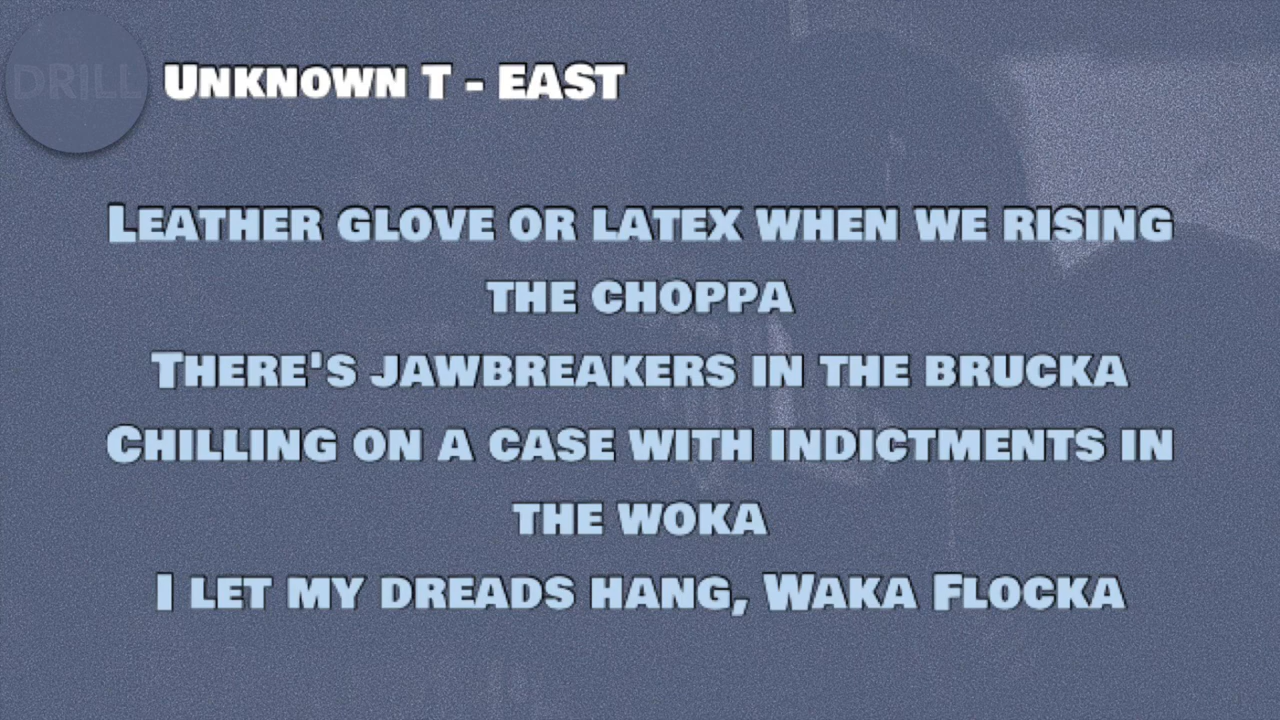 DRILL
Unknown T - EAST
Leather glove or latex when we rising
the choppa
There's jawbreakers in the brucka
Chilling on a case with indictments in
the woka
I let my dreads hang, Waka Flocka